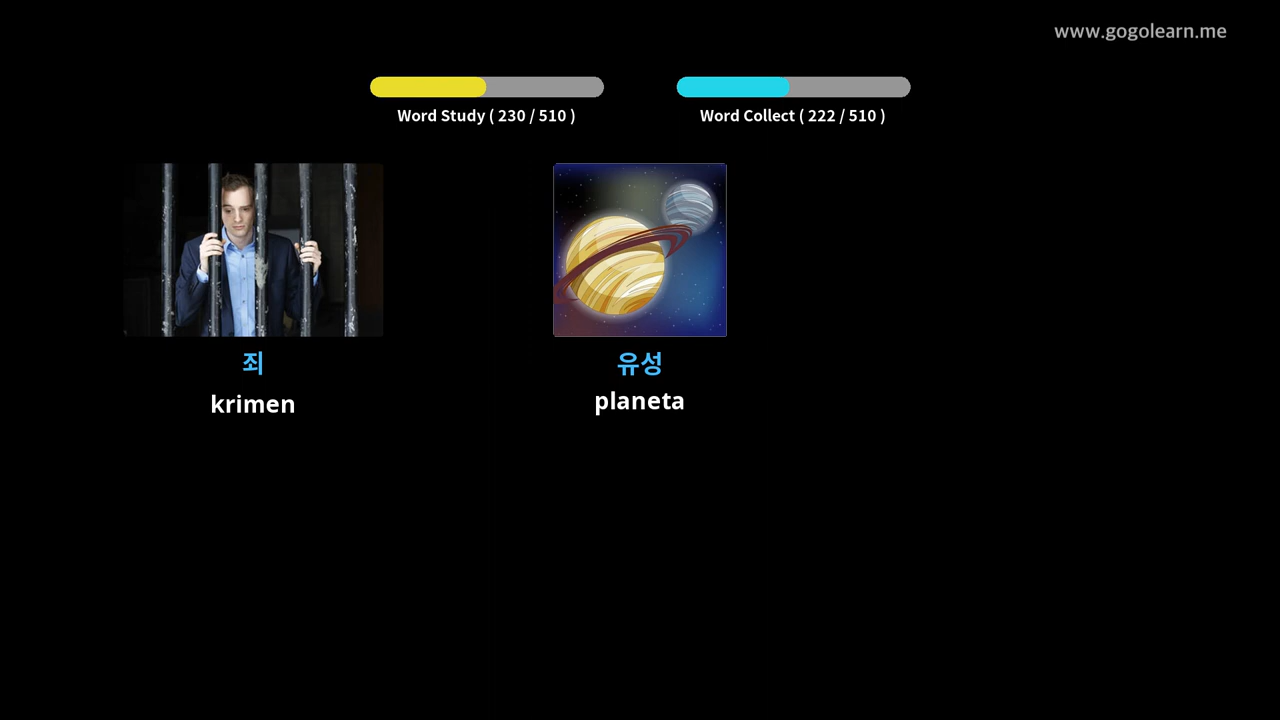 www.gogolearn.me
Word Study ( 230 / 510 )
Word Collect ( 222 / 510 )
죄
krimen
유성
planeta